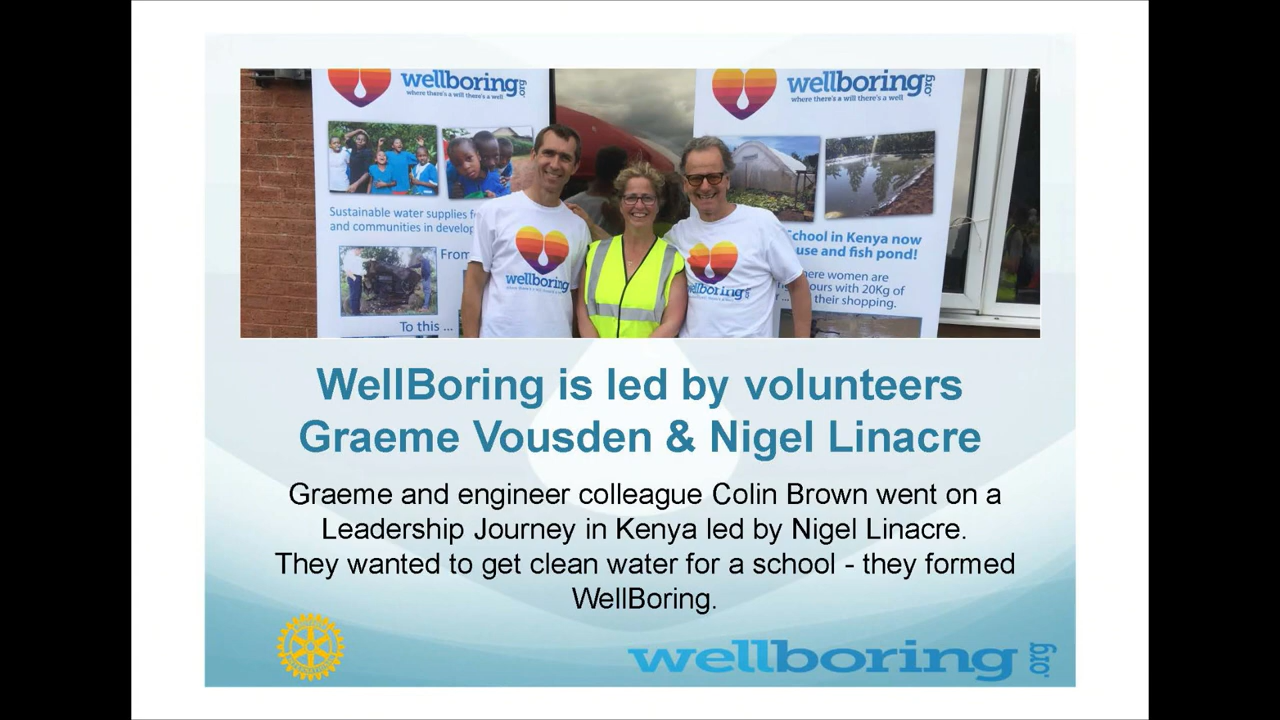 wellboring.org
where there's a will there's a well
wellboring.org
where there's a will there's a well
Sustainable water supplies
and communities in develop
From
To this ...
School in Kenya now
use and fish pond!
here women are
ours with 20Kg of
their shopping.
wellboring
wellboring
WellBoring is led by volunteers
Graeme Vousden & Nigel Linacre
Graeme and engineer colleague Colin Brown went on a
Leadership Journey in Kenya led by Nigel Linacre.
They wanted to get clean water for a school - they formed
WellBoring.
wellboring.org